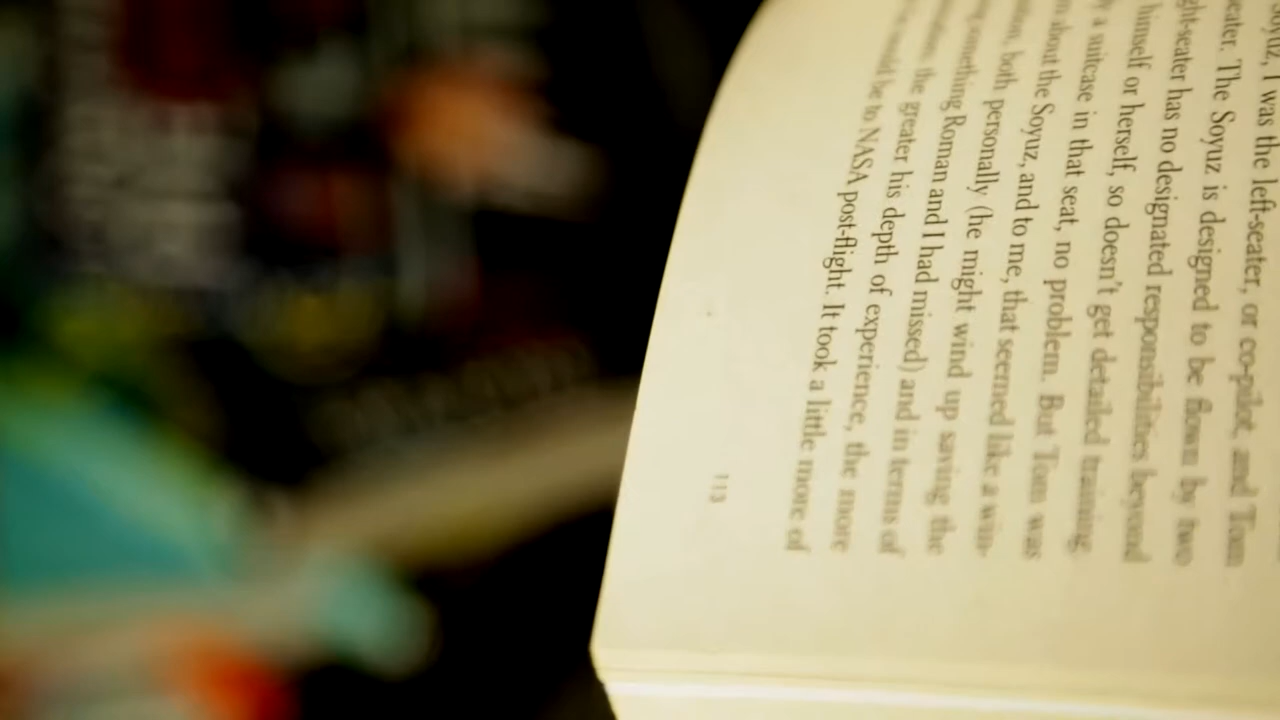 Soyuz, I was the left-seater, or co-pilot, and Tom
eater. The Soyuz is designed to be flown by two
ght-seater has no designated responsibilities beyond
himself or herself, so doesn't get detailed training
a suitcase in that seat, no problem. But Tom was
about the Soyuz, and to me, that seemed like a win-
both personally (he might wind up saving the
something Roman and I had missed) and in terms of
the greater his depth of experience, the more
would be to NASA post-flight. It took a little more of
113